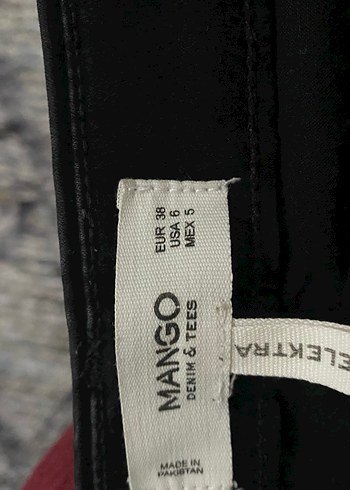 EUR 38
USA 6
MEX 5
MANGO
DENIM & TEES
MADE IN
PAKISTAN
ELEKTRA